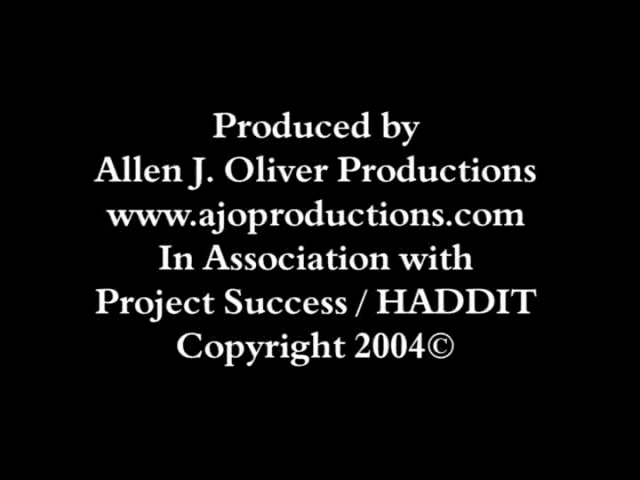 Produced by
Allen J. Oliver Productions
www.ajoproductions.com
In Association with
Project Success / HADDIT
Copyright 2004©